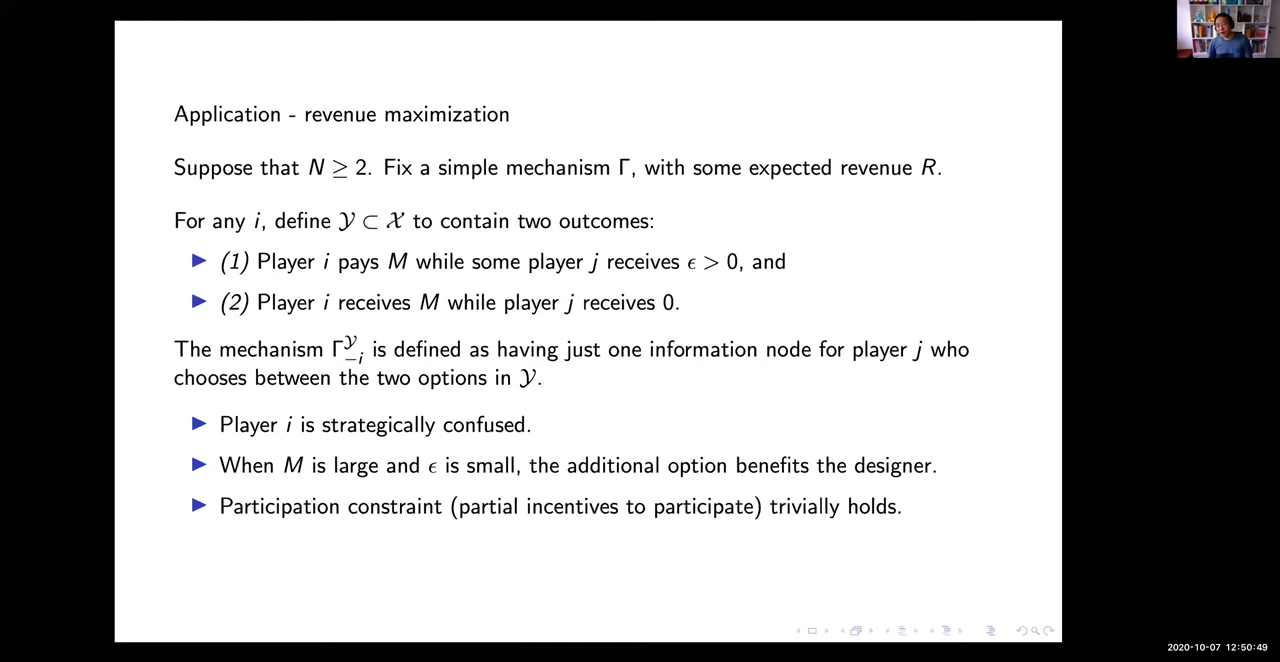 Application - revenue maximization
Suppose that N ≥ 2. Fix a simple mechanism Γ, with some expected revenue R.
For any i, define 𝒴 ⊂ 𝒳 to contain two outcomes:
▶ (1) Player i pays M while some player j receives ϵ > 0, and
▶ (2) Player i receives M while player j receives 0.
The mechanism Γ^𝒴_−i is defined as having just one information node for player j who
chooses between the two options in 𝒴.
▶ Player i is strategically confused.
▶ When M is large and ϵ is small, the additional option benefits the designer.
▶ Participation constraint (partial incentives to participate) trivially holds.
2020-10-07 12:50:49